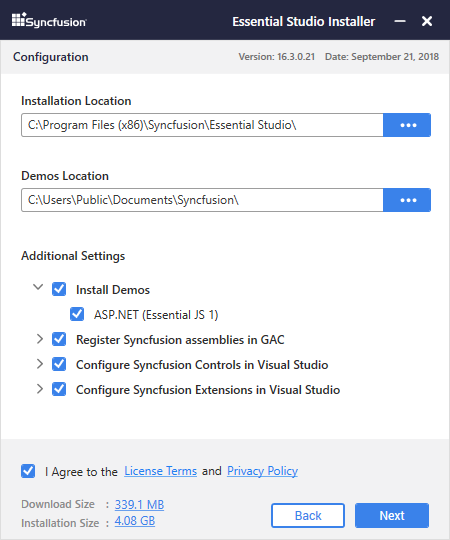 Syncfusion® Essential Studio Installer
Configuration Version: 16.3.0.21 Date: September 21, 2018
Installation Location
C:\Program Files (x86)\Syncfusion\Essential Studio\
Demos Location
C:\Users\Public\Documents\Syncfusion\
Additional Settings
Install Demos
ASP.NET (Essential JS 1)
Register Syncfusion assemblies in GAC
Configure Syncfusion Controls in Visual Studio
Configure Syncfusion Extensions in Visual Studio
I Agree to the License Terms and Privacy Policy
Download Size : 339.1 MB
Installation Size : 4.08 GB
Back Next